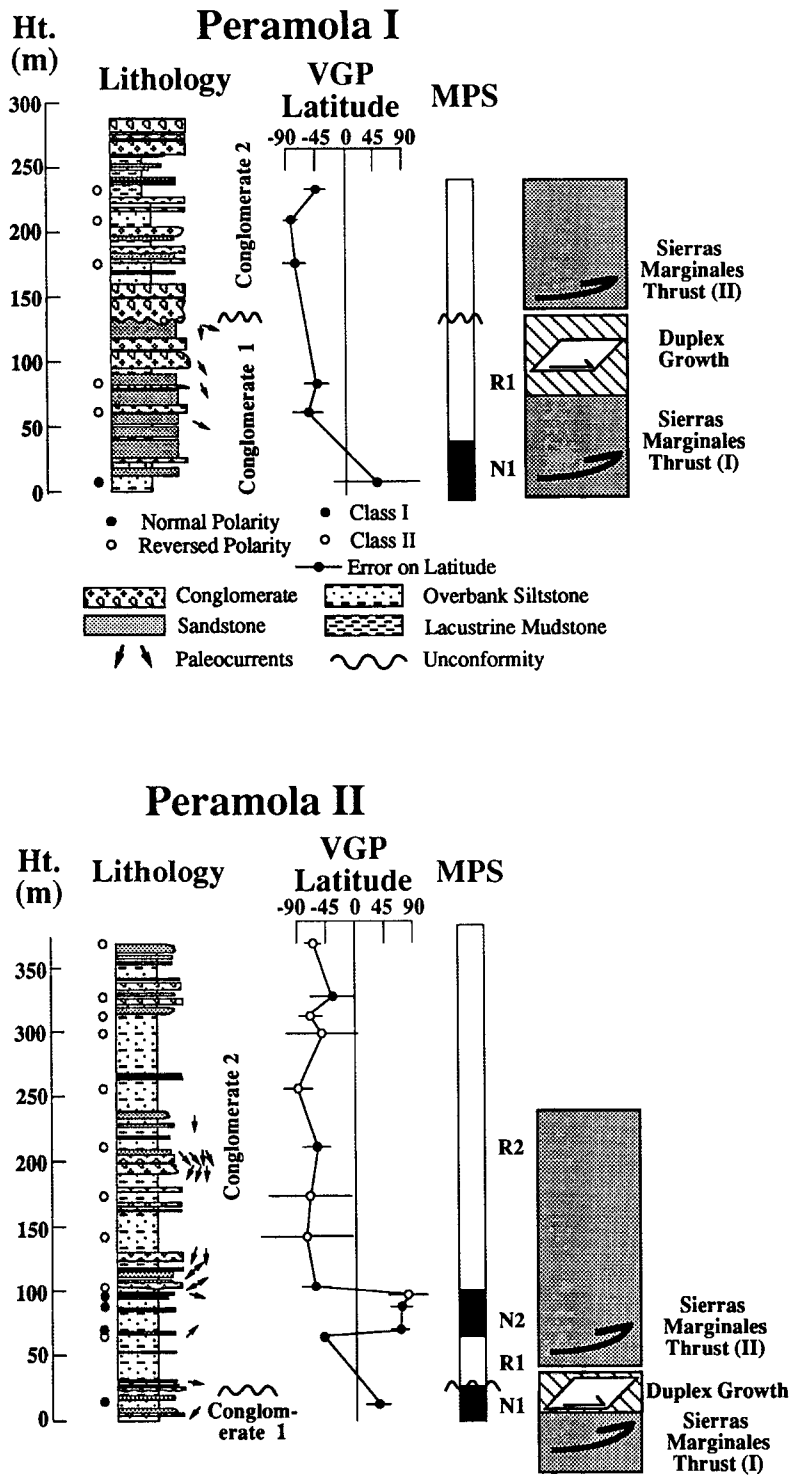 Peramola I
Ht.
(m)
Lithology
VGP
Latitude
MPS
-90 -45 0 45 90
300
250
200
150
100
50
0
Conglomerate 2
Conglomerate 1
R1
N1
Sierras
Marginales
Thrust (II)
Duplex
Growth
Sierras
Marginales
Thrust (I)
Normal Polarity
Reversed Polarity
Class I
Class II
Error on Latitude
Conglomerate
Overbank Siltstone
Sandstone
Lacustrine Mudstone
Paleocurrents
Unconformity
Peramola II
Ht.
(m)
Lithology
VGP
Latitude
MPS
-90 -45 0 45 90
350
300
250
200
150
100
50
0
Conglomerate 2
Conglom-
erate 1
R2
N2
R1
N1
Sierras
Marginales
Thrust (II)
Duplex Growth
Sierras
Marginales
Thrust (I)